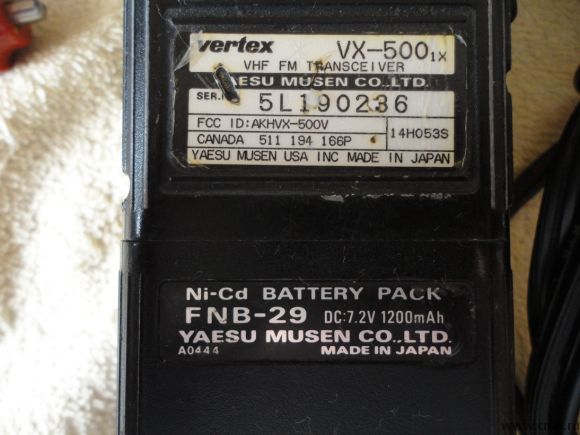 vertex VX-500 1X
VHF FM TRANSCEIVER
YAESU MUSEN CO.,LTD.
SER. 5L190236
FCC ID:AKHVX-500V
CANADA 511 194 166P 14H053S
YAESU MUSEN USA INC MADE IN JAPAN
Ni-Cd BATTERY PACK
FNB-29 DC:7.2V 1200mAh
YAESU MUSEN CO.,LTD.
A0444 MADE IN JAPAN